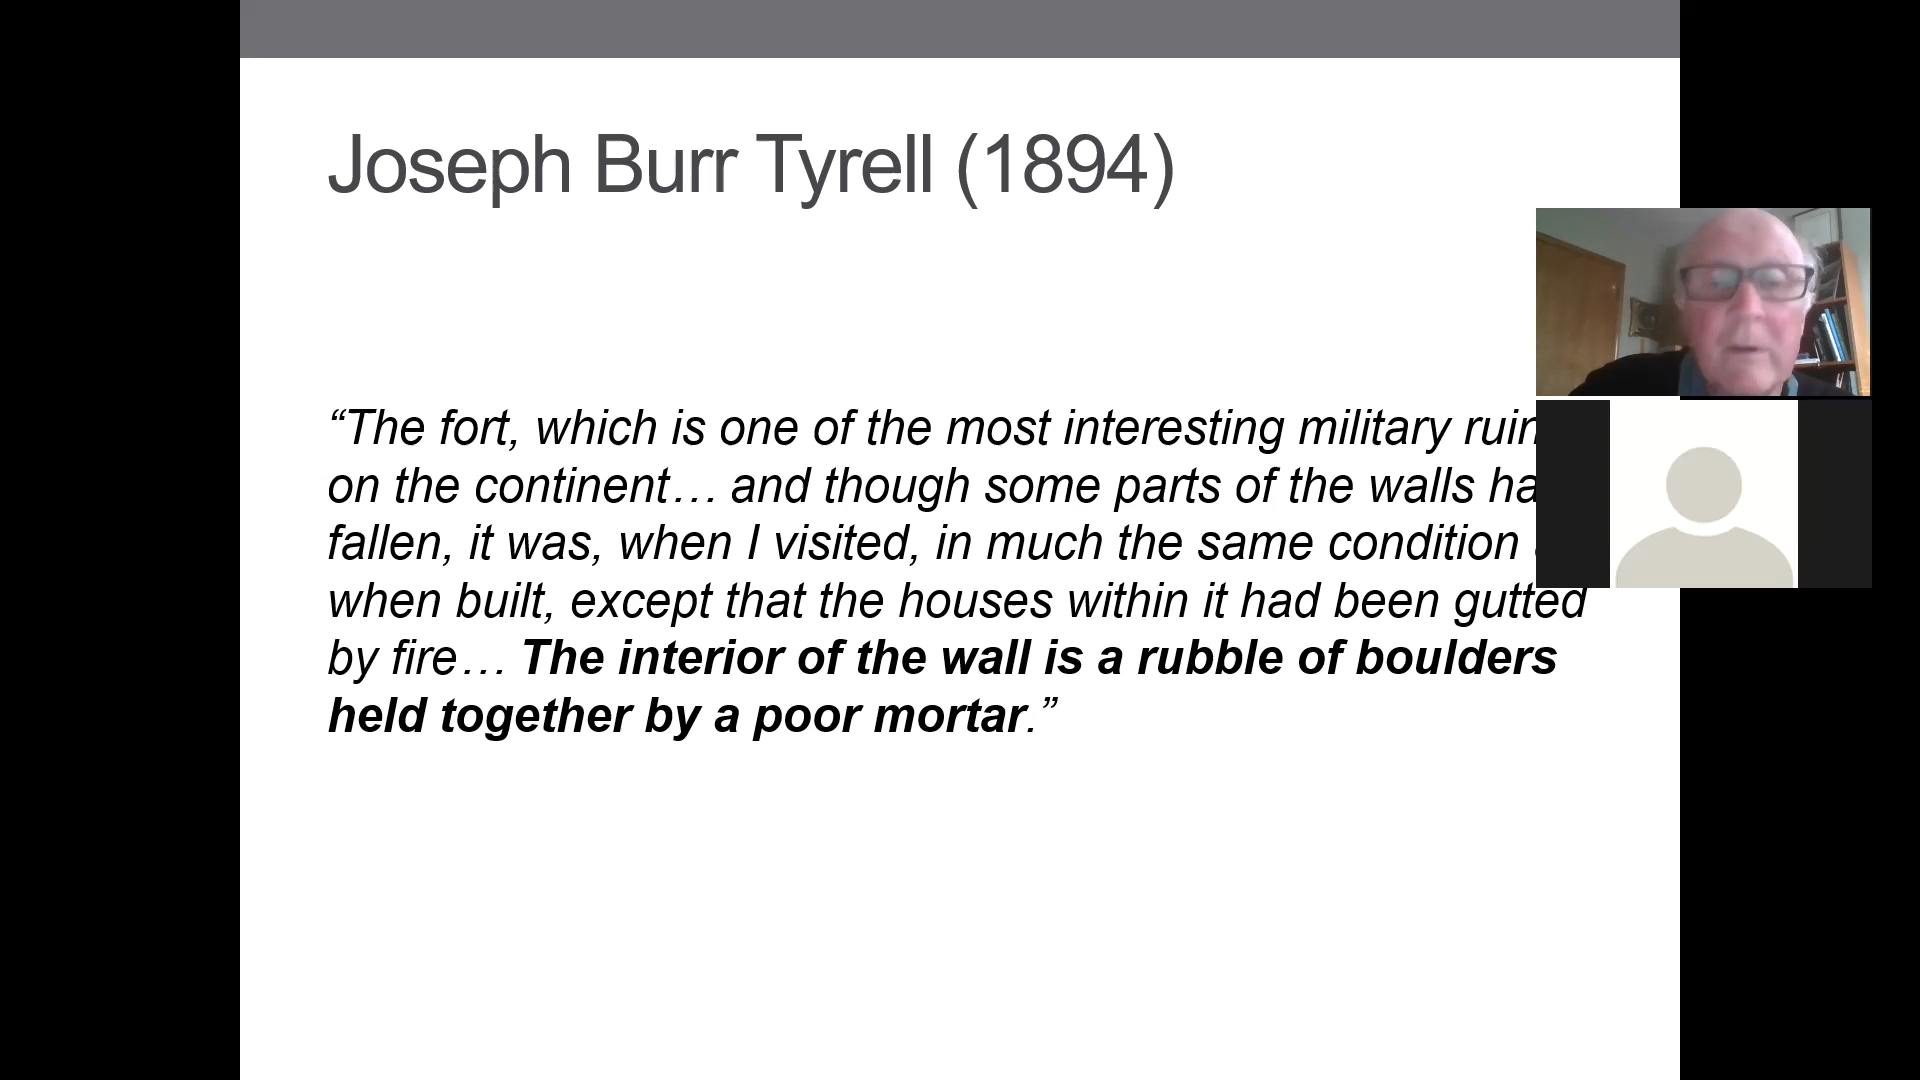 Joseph Burr Tyrell (1894)
“The fort, which is one of the most interesting military
on the continent… and though some parts of the walls
fallen, it was, when I visited, in much the same condition
when built, except that the houses within it had been gutted
by fire… The interior of the wall is a rubble of boulders
held together by a poor mortar.”